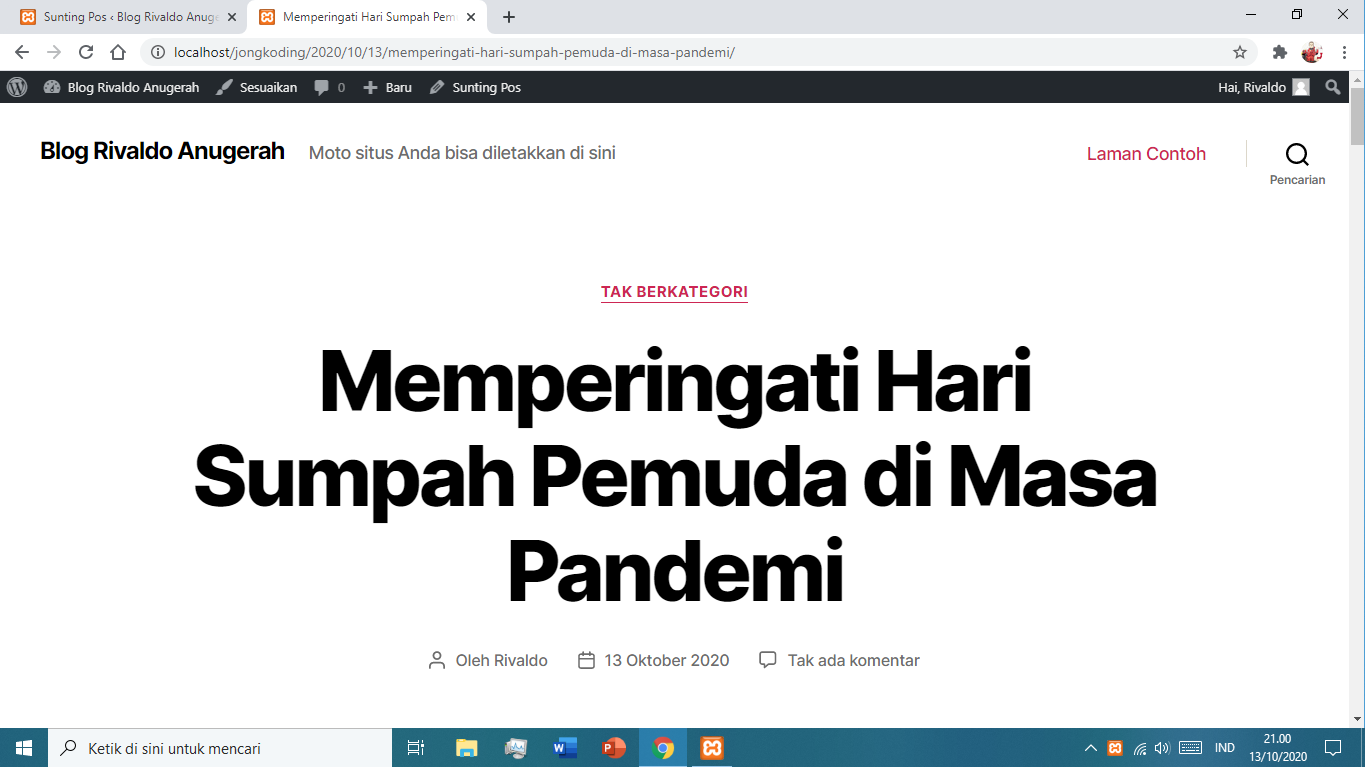 Sunting Pos ‹ Blog Rivaldo Anuge
Memperingati Hari Sumpah Pem
localhost/jongkoding/2020/10/13/memperingati-hari-sumpah-pemuda-di-masa-pandemi/
Blog Rivaldo Anugerah Sesuaikan 0 Baru Sunting Pos Hai, Rivaldo
Blog Rivaldo Anugerah Moto situs Anda bisa diletakkan di sini Laman Contoh
Pencarian
TAK BERKATEGORI
Memperingati Hari
Sumpah Pemuda di Masa
Pandemi
Oleh Rivaldo 13 Oktober 2020 Tak ada komentar
Ketik di sini untuk mencari
IND
21.00
13/10/2020